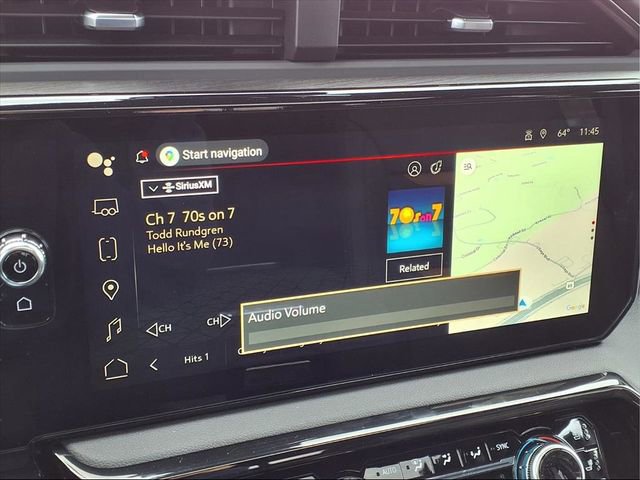 64° 11:45
Start navigation
SiriusXM
Ch 7 70s on 7
Todd Rundgren
Hello It's Me (73)
70s on 7
Related
CH CH
Audio Volume
Hits 1
Google
SYNC
AUTO